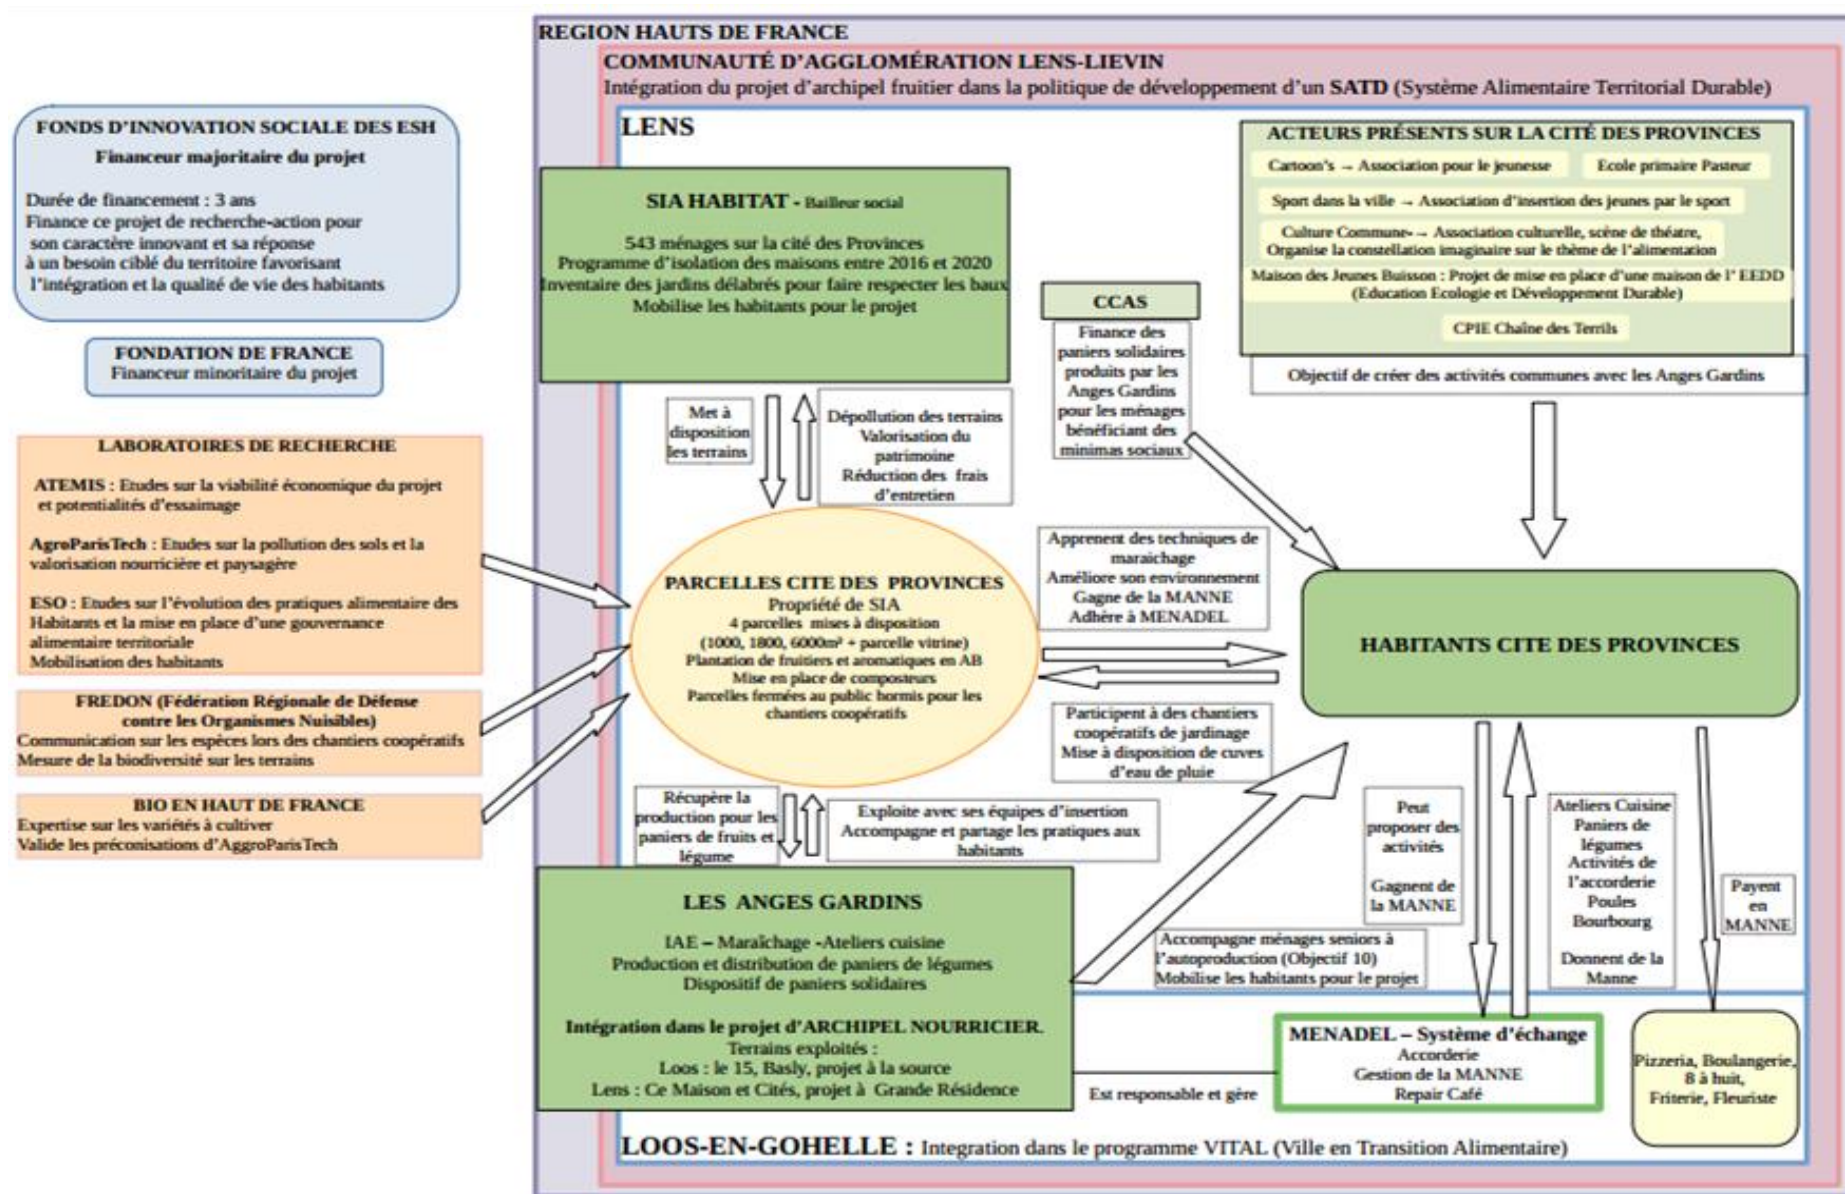 REGION HAUTS DE FRANCE
COMMUNAUTÉ D'AGGLOMÉRATION LENS-LIEVIN
Intégration du projet d'archipel fruitier dans la politique de développement d'un SATD (Système Alimentaire Territorial Durable)
FONDS D'INNOVATION SOCIALE DES ESH
Financeur majoritaire du projet
Durée de financement : 3 ans
Finance ce projet de recherche-action pour
son caractère innovant et sa réponse
à un besoin ciblé du territoire favorisant
l'intégration et la qualité de vie des habitants
FONDATION DE FRANCE
Financeur minoritaire du projet
LABORATOIRES DE RECHERCHE
ATEMIS : Etudes sur la viabilité économique du projet
et potentialités d'essaimage
AgroParisTech : Etudes sur la pollution des sols et la
valorisation nourricière et paysagère
ESO : Etudes sur l'évolution des pratiques alimentaire des
Habitants et la mise en place d'une gouvernance
alimentaire territoriale
Mobilisation des habitants
FREDON (Fédération Régionale de Défense
contre les Organismes Nuisibles)
Communication sur les espèces lors des chantiers coopératifs
Mesure de la biodiversité sur les terrains
BIO EN HAUT DE FRANCE
Expertise sur les variétés à cultiver
Valide les préconisations d'AggroParisTech
LENS
SIA HABITAT - Bailleur social
543 ménages sur la cité des Provinces
Programme d'isolation des maisons entre 2016 et 2020
Inventaire des jardins délabrés pour faire respecter les baux
Mobilise les habitants pour le projet
ACTEURS PRÉSENTS SUR LA CITÉ DES PROVINCES
Cartoon's → Association pour le jeunesse
Ecole primaire Pasteur
Sport dans la ville → Association d'insertion des jeunes par le sport
Culture Commune-→ Association culturelle, scène de théatre,
Organise la constellation imaginaire sur le thème de l'alimentation
Maison des Jeunes Buisson : Projet de mise en place d'une maison de l' EEDD
(Education Ecologie et Développement Durable)
CPIE Chaîne des Terrils
Objectif de créer des activités communes avec les Anges Gardins
CCAS
Finance des
paniers solidaires
produits par les
Anges Gardins
pour les ménages
bénéficiant des
minimas sociaux
Met à
disposition
les terrains
Dépollution des terrains
Valorisation du
patrimoine
Réduction des frais
d'entretien
PARCELLES CITE DES PROVINCES
Propriété de SIA
4 parcelles mises à disposition
(1000, 1800, 6000m² + parcelle vitrine)
Plantation de fruitiers et aromatiques en AB
Mise en place de composteurs
Parcelles fermées au public hormis pour les
chantiers coopératifs
Apprenent des techniques de
maraîchage
Améliore son environnement
Gagne de la MANNE
Adhère à MENADEL
HABITANTS CITE DES PROVINCES
Participent à des chantiers
coopératifs de jardinage
Mise à disposition de cuves
d'eau de pluie
Récupère la
production pour les
paniers de fruits et
légume
Exploite avec ses équipes d'insertion
Accompagne et partage les pratiques aux
habitants
LES ANGES GARDINS
IAE – Maraîchage -Ateliers cuisine
Production et distribution de paniers de légumes
Dispositif de paniers solidaires
Intégration dans le projet d'ARCHIPEL NOURRICIER.
Terrains exploités :
Loos : le 15, Basly, projet à la source
Lens : Ce Maison et Cités, projet à Grande Résidence
Accompagne ménages seniors à
l'autoproduction (Objectif 10)
Mobilise les habitants pour le projet
Peut
proposer des
activités
Gagnent de
la MANNE
Ateliers Cuisine
Paniers de
légumes
Activités de
l'accorderie
Poules
Bourbourg
Donnent de la
Manne
Payent
en
MANNE
Est responsable et gère
MENADEL – Système d'échange
Accorderie
Gestion de la MANNE
Repair Café
Pizzeria, Boulangerie,
8 à huit,
Friterie, Fleuriste
LOOS-EN-GOHELLE : Integration dans le programme VITAL (Ville en Transition Alimentaire)